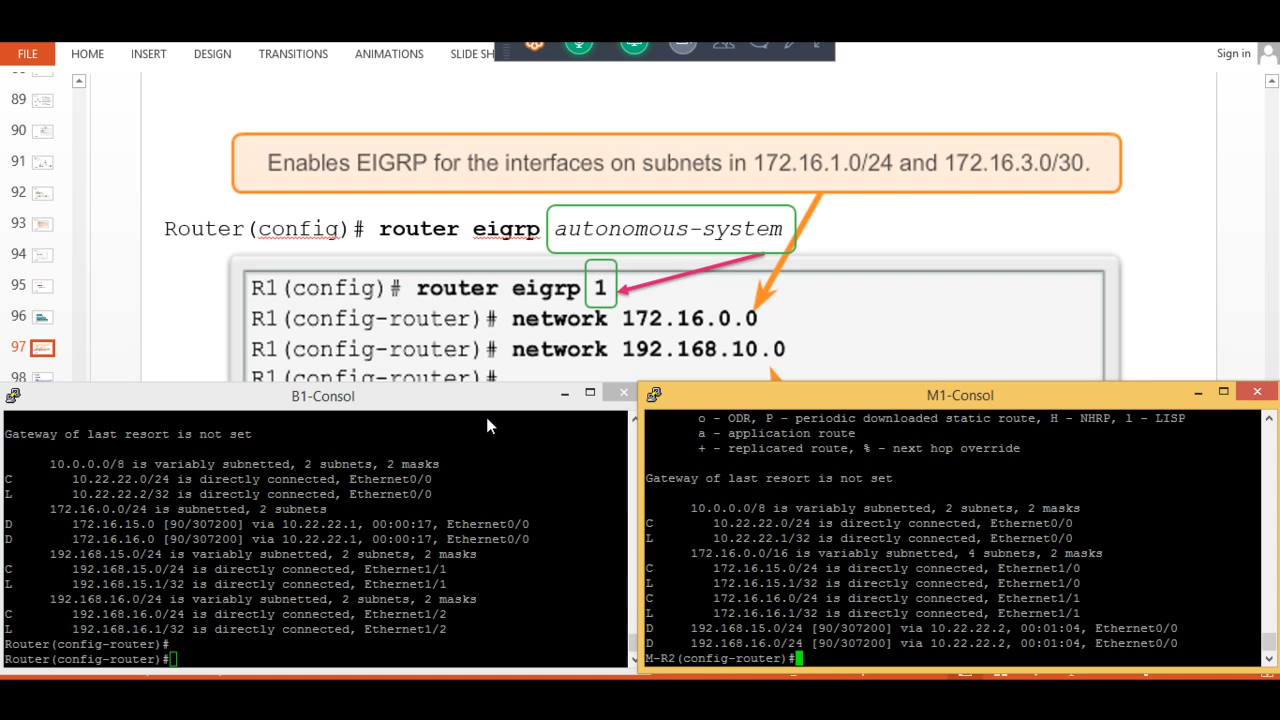 FILE HOME INSERT DESIGN TRANSITIONS ANIMATIONS SLIDE SH Sign in
89
90
91
92
93
94
95
96
97
98
Enables EIGRP for the interfaces on subnets in 172.16.1.0/24 and 172.16.3.0/30.
Router(config)# router eigrp autonomous-system
R1(config)# router eigrp 1
R1(config-router)# network 172.16.0.0
R1(config-router)# network 192.168.10.0
R1(config-router)#
B1-Consol
Gateway of last resort is not set
10.0.0.0/8 is variably subnetted, 2 subnets, 2 masks
C 10.22.22.0/24 is directly connected, Ethernet0/0
L 10.22.22.2/32 is directly connected, Ethernet0/0
172.16.0.0/24 is subnetted, 2 subnets
D 172.16.15.0 [90/307200] via 10.22.22.1, 00:00:17, Ethernet0/0
D 172.16.16.0 [90/307200] via 10.22.22.1, 00:00:17, Ethernet0/0
192.168.15.0/24 is variably subnetted, 2 subnets, 2 masks
C 192.168.15.0/24 is directly connected, Ethernet1/1
L 192.168.15.1/32 is directly connected, Ethernet1/1
192.168.16.0/24 is variably subnetted, 2 subnets, 2 masks
C 192.168.16.0/24 is directly connected, Ethernet1/2
L 192.168.16.1/32 is directly connected, Ethernet1/2
Router(config-router)#
Router(config-router)#
M1-Consol
o - ODR, P - periodic downloaded static route, H - NHRP, l - LISP
a - application route
+ - replicated route, % - next hop override
Gateway of last resort is not set
10.0.0.0/8 is variably subnetted, 2 subnets, 2 masks
C 10.22.22.0/24 is directly connected, Ethernet0/0
L 10.22.22.1/32 is directly connected, Ethernet0/0
172.16.0.0/16 is variably subnetted, 4 subnets, 2 masks
C 172.16.15.0/24 is directly connected, Ethernet1/0
L 172.16.15.1/32 is directly connected, Ethernet1/0
C 172.16.16.0/24 is directly connected, Ethernet1/1
L 172.16.16.1/32 is directly connected, Ethernet1/1
D 192.168.15.0/24 [90/307200] via 10.22.22.2, 00:01:04, Ethernet0/0
D 192.168.16.0/24 [90/307200] via 10.22.22.2, 00:01:04, Ethernet0/0
M-R2(config-router)#